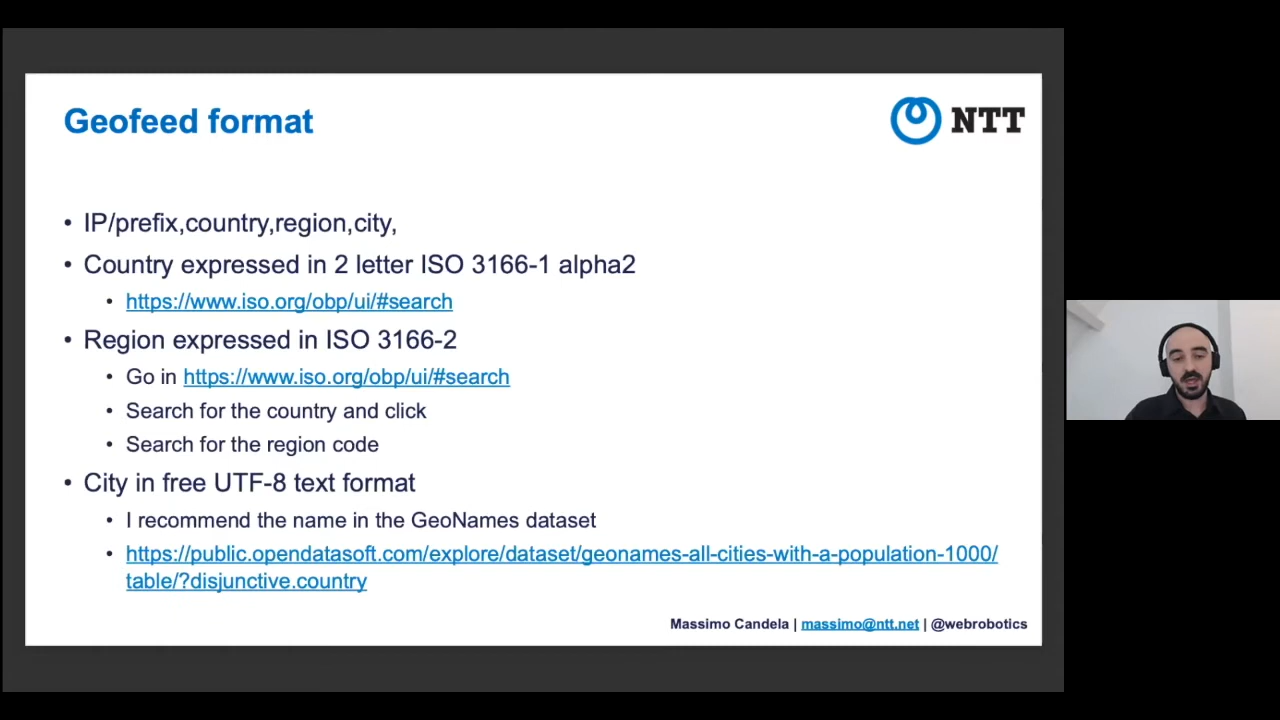 Geofeed format
NTT
• IP/prefix,country,region,city,
• Country expressed in 2 letter ISO 3166-1 alpha2
• https://www.iso.org/obp/ui/#search
• Region expressed in ISO 3166-2
• Go in https://www.iso.org/obp/ui/#search
• Search for the country and click
• Search for the region code
• City in free UTF-8 text format
• I recommend the name in the GeoNames dataset
• https://public.opendatasoft.com/explore/dataset/geonames-all-cities-with-a-population-1000/
table/?disjunctive.country
Massimo Candela | massimo@ntt.net | @webrobotics